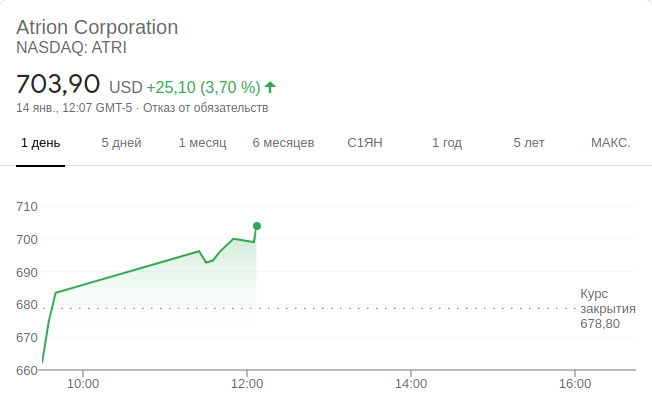 Atrion Corporation
NASDAQ: ATRI
703,90 USD +25,10 (3,70 %)
14 янв., 12:07 GMT-5 · Отказ от обязательств
1 день 5 дней 1 месяц 6 месяцев С1ЯН 1 год 5 лет МАКС.
710
700
690
Курс
680 закрытия
678,80
670
660
10:00 12:00 14:00 16:00